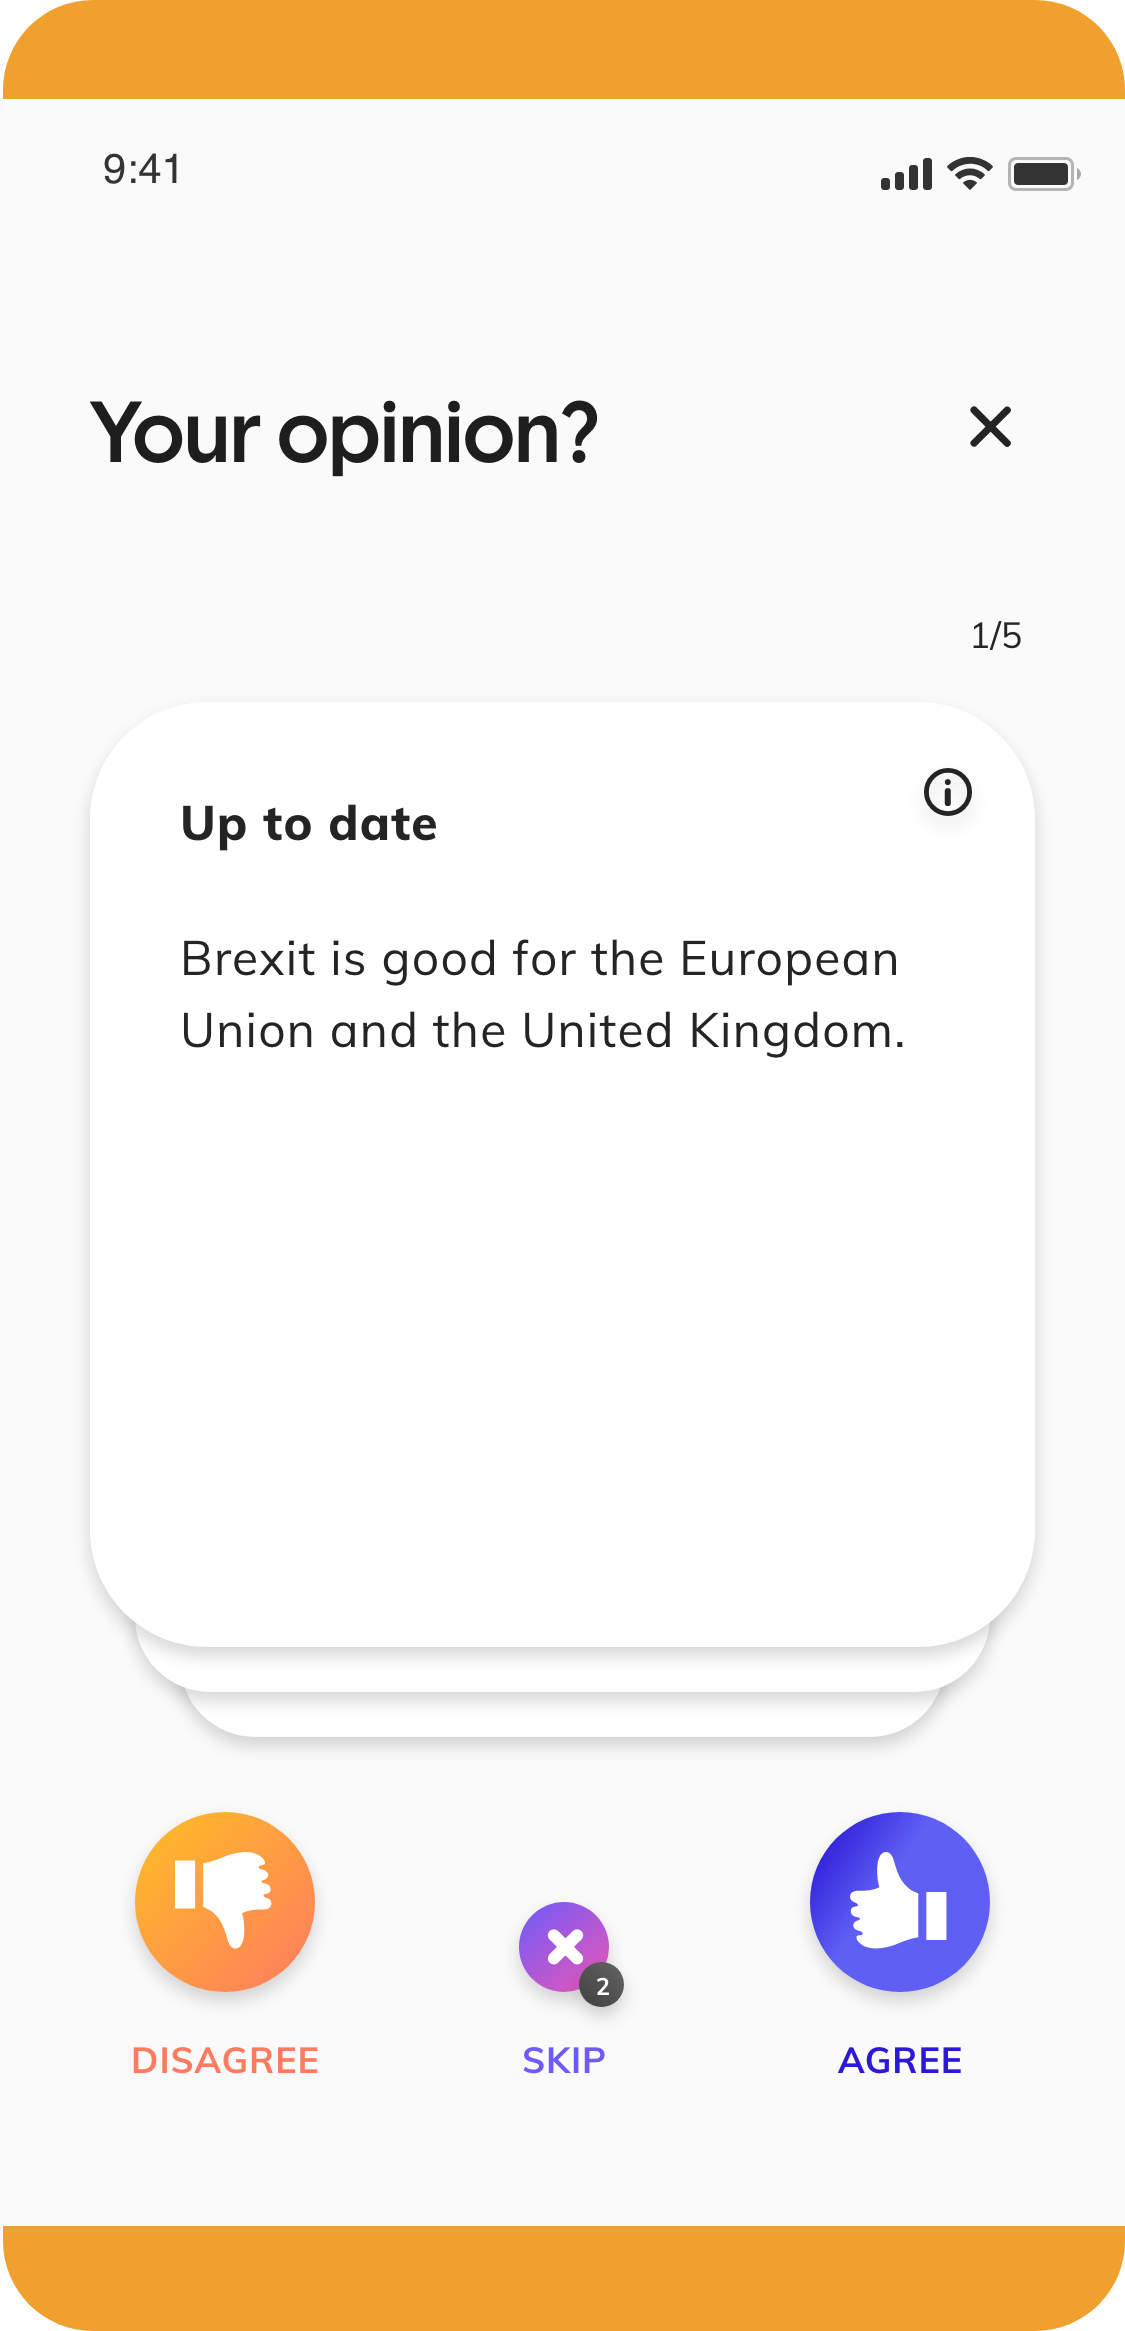 9:41
Your opinion?
1/5
Up to date
Brexit is good for the European
Union and the United Kingdom.
2
DISAGREE
SKIP
AGREE